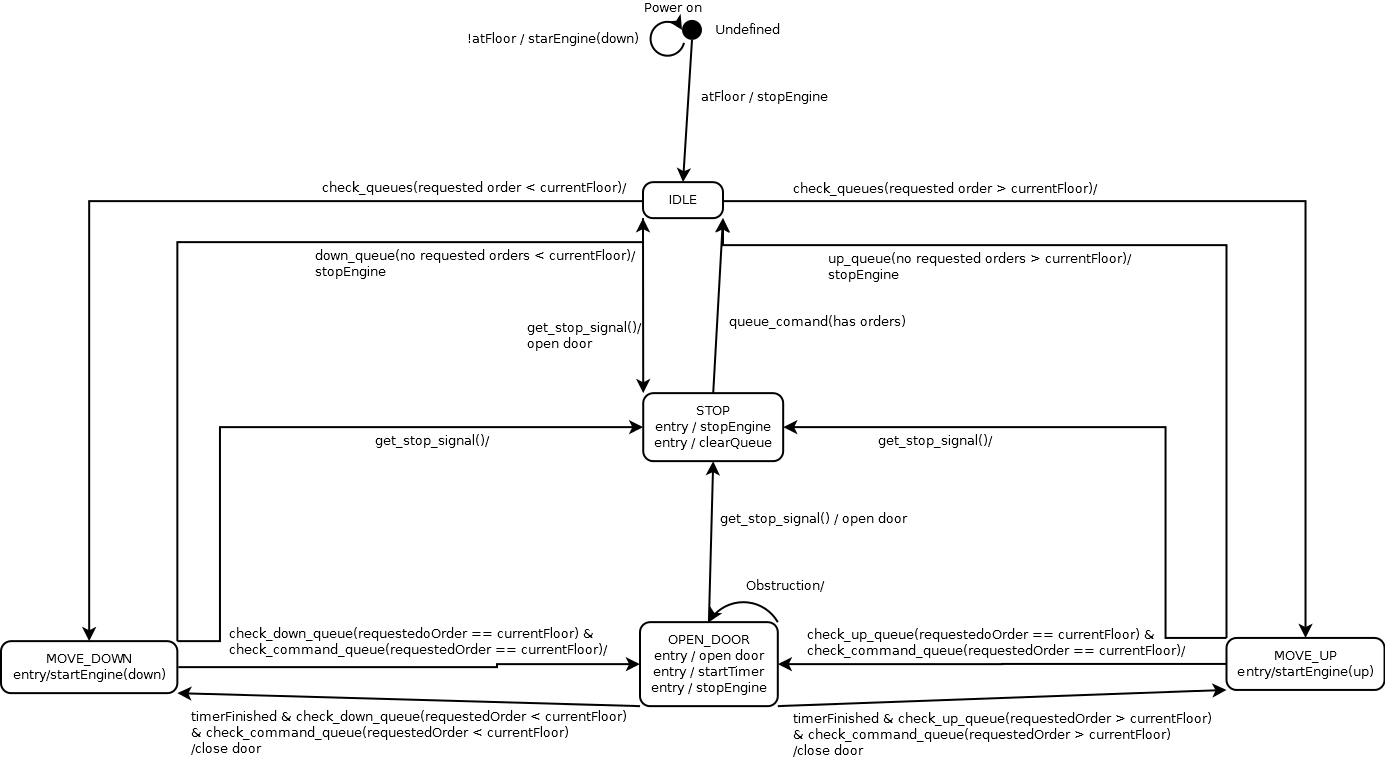 Power on
Undefined
!atFloor / starEngine(down)
atFloor / stopEngine
check_queues(requested order < currentFloor)/
check_queues(requested order > currentFloor)/
IDLE
down_queue(no requested orders < currentFloor)/
stopEngine
up_queue(no requested orders > currentFloor)/
stopEngine
get_stop_signal()/
open door
queue_comand(has orders)
STOP
entry / stopEngine
entry / clearQueue
get_stop_signal()/
get_stop_signal()/
get_stop_signal() / open door
Obstruction/
check_down_queue(requestedoOrder == currentFloor) &
check_command_queue(requestedOrder == currentFloor)/
check_up_queue(requestedoOrder == currentFloor) &
check_command_queue(requestedOrder == currentFloor)/
MOVE_DOWN
entry/startEngine(down)
OPEN_DOOR
entry / open door
entry / startTimer
entry / stopEngine
MOVE_UP
entry/startEngine(up)
timerFinished & check_down_queue(requestedOrder < currentFloor)
& check_command_queue(requestedOrder < currentFloor)
/close door
timerFinished & check_up_queue(requestedOrder > currentFloor)
& check_command_queue(requestedOrder > currentFloor)
/close door